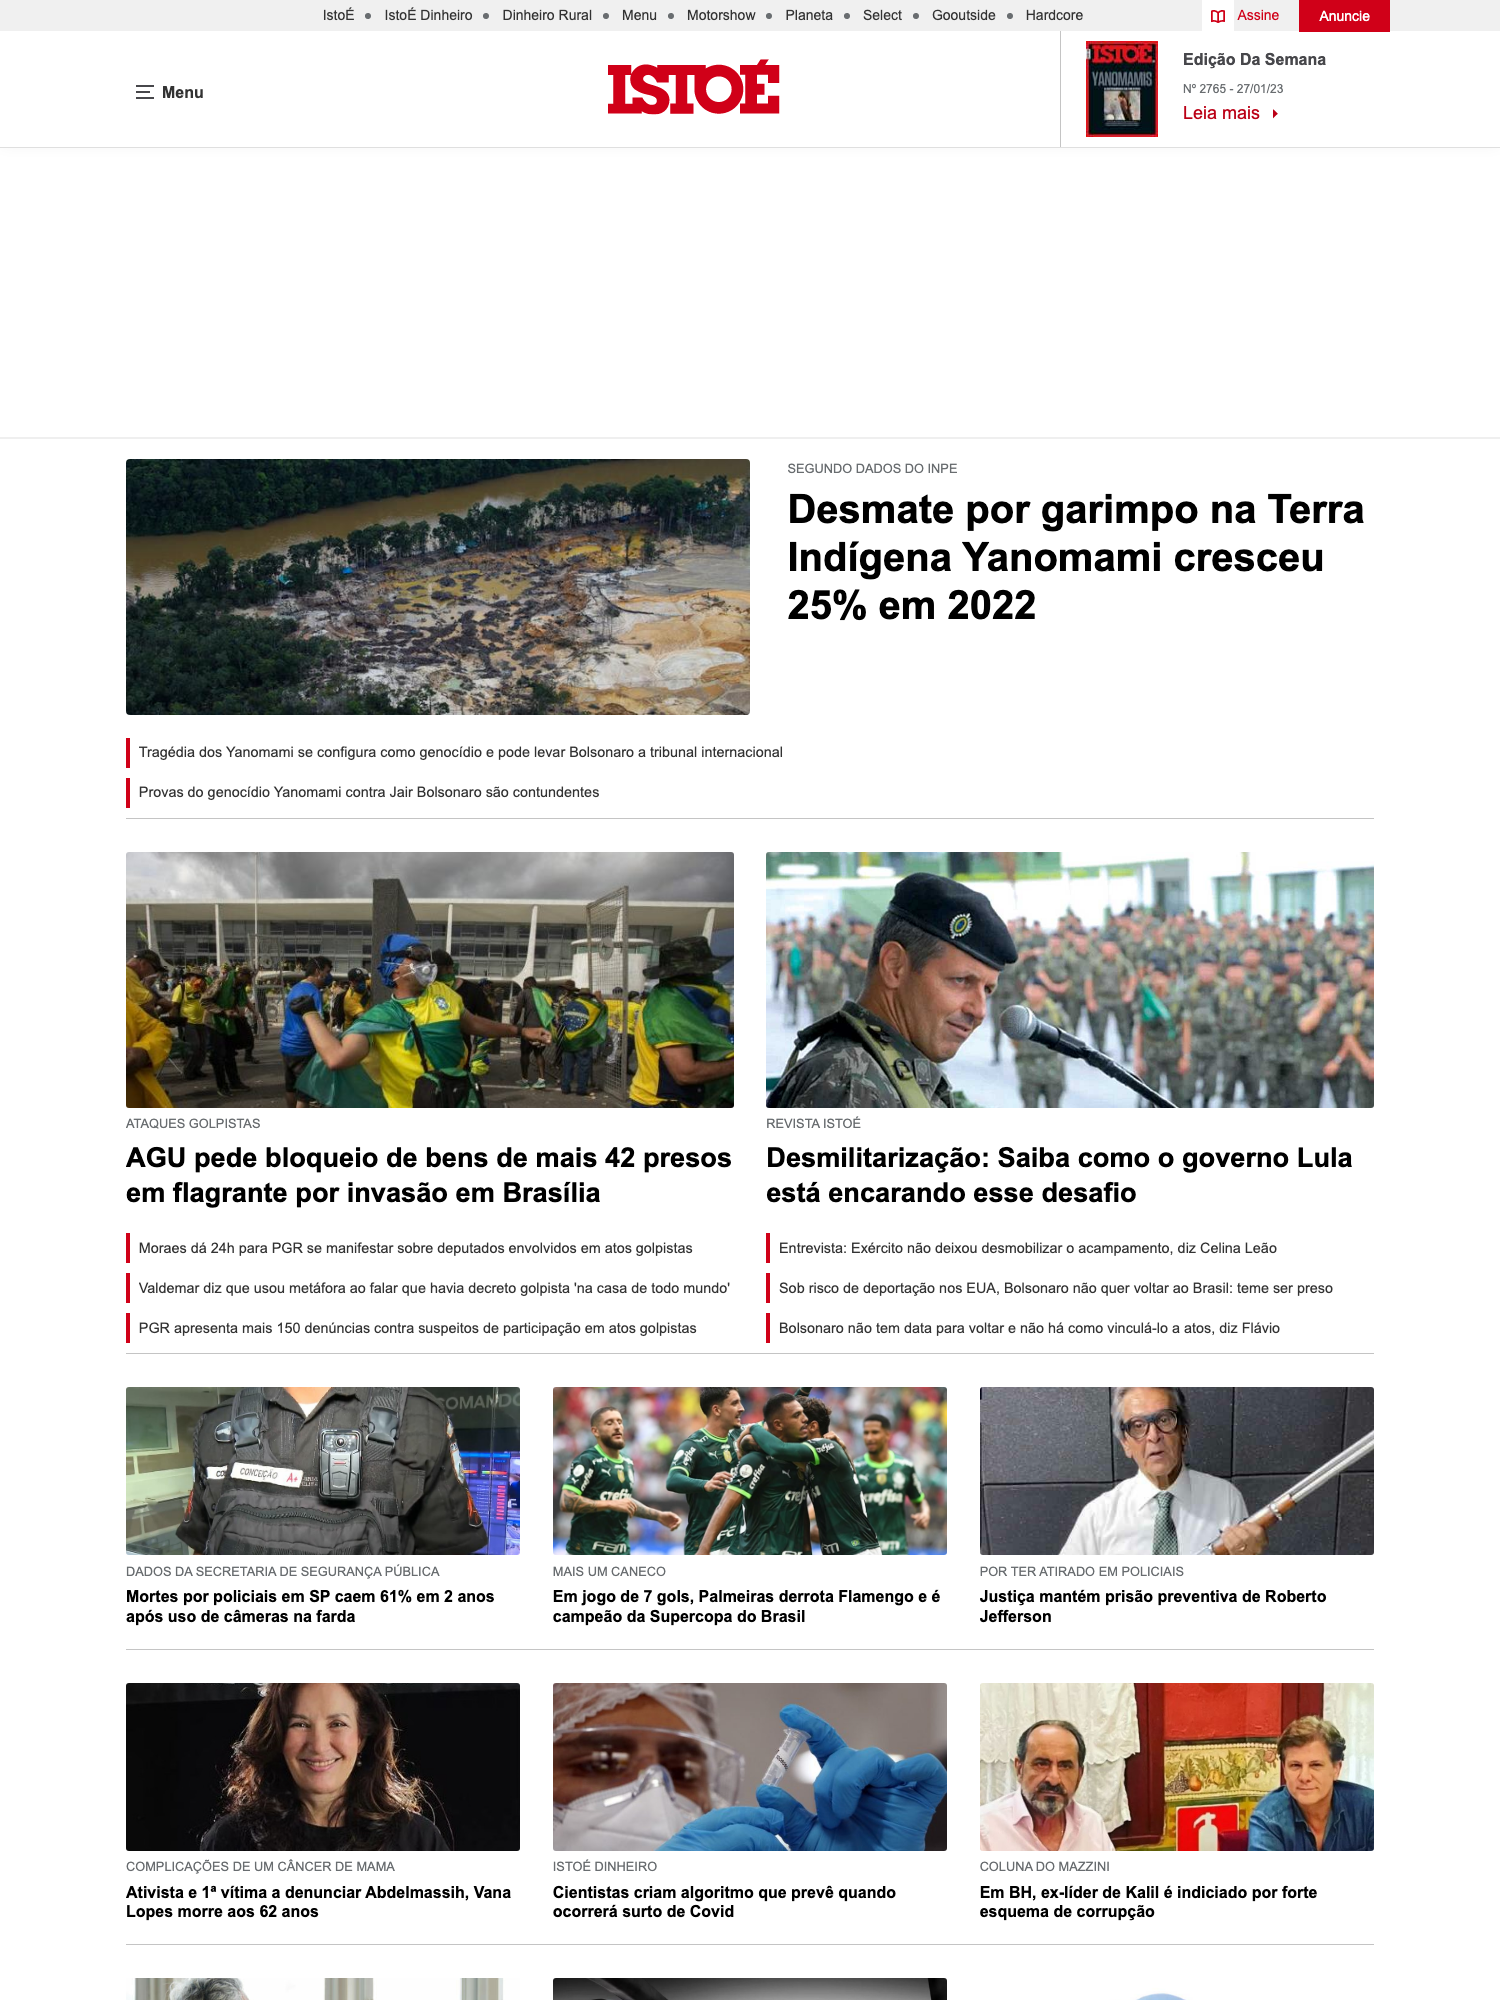 IstoÉ • IstoÉ Dinheiro • Dinheiro Rural • Menu • Motorshow • Planeta • Select • Gooutside • Hardcore
Assine
Anuncie
Menu
ISTOÉ
ISTOÉ
YANOMAMIS
Edição Da Semana
Nº 2765 - 27/01/23
Leia mais
SEGUNDO DADOS DO INPE
Desmate por garimpo na Terra
Indígena Yanomami cresceu
25% em 2022
Tragédia dos Yanomami se configura como genocídio e pode levar Bolsonaro a tribunal internacional
Provas do genocídio Yanomami contra Jair Bolsonaro são contundentes
ATAQUES GOLPISTAS
AGU pede bloqueio de bens de mais 42 presos
em flagrante por invasão em Brasília
Moraes dá 24h para PGR se manifestar sobre deputados envolvidos em atos golpistas
Valdemar diz que usou metáfora ao falar que havia decreto golpista 'na casa de todo mundo'
PGR apresenta mais 150 denúncias contra suspeitos de participação em atos golpistas
REVISTA ISTOÉ
Desmilitarização: Saiba como o governo Lula
está encarando esse desafio
Entrevista: Exército não deixou desmobilizar o acampamento, diz Celina Leão
Sob risco de deportação nos EUA, Bolsonaro não quer voltar ao Brasil: teme ser preso
Bolsonaro não tem data para voltar e não há como vinculá-lo a atos, diz Flávio
COMANDO
CONCEIÇÃO A+
DADOS DA SECRETARIA DE SEGURANÇA PÚBLICA
Mortes por policiais em SP caem 61% em 2 anos
após uso de câmeras na farda
crefisa
crefisa
FAM
MAIS UM CANECO
Em jogo de 7 gols, Palmeiras derrota Flamengo e é
campeão da Supercopa do Brasil
POR TER ATIRADO EM POLICIAIS
Justiça mantém prisão preventiva de Roberto
Jefferson
COMPLICAÇÕES DE UM CÂNCER DE MAMA
Ativista e 1ª vítima a denunciar Abdelmassih, Vana
Lopes morre aos 62 anos
ISTOÉ DINHEIRO
Cientistas criam algoritmo que prevê quando
ocorrerá surto de Covid
COLUNA DO MAZZINI
Em BH, ex-líder de Kalil é indiciado por forte
esquema de corrupção